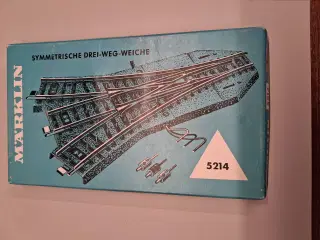 MÄRKLIN
SYMMETRISCHE DREI-WEG-WEICHE
5214